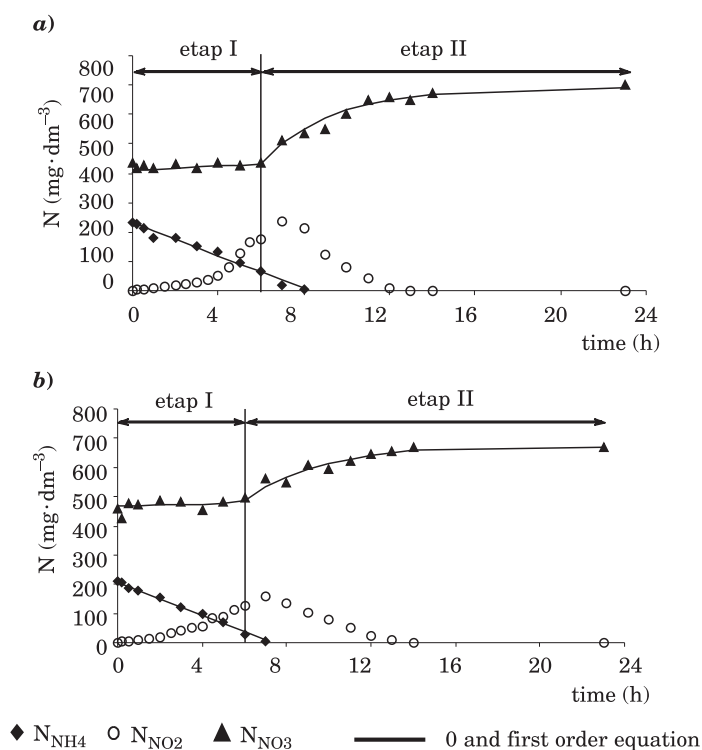 a)
etap I etap II
800
700
600
500
400
300
200
100
0
N (mg·dm⁻³)
0 4 8 12 16 20 24
time (h)
b)
etap I etap II
800
700
600
500
400
300
200
100
0
N (mg·dm⁻³)
0 4 8 12 16 20 24
time (h)
N_NH4 N_NO2 N_NO3 0 and first order equation